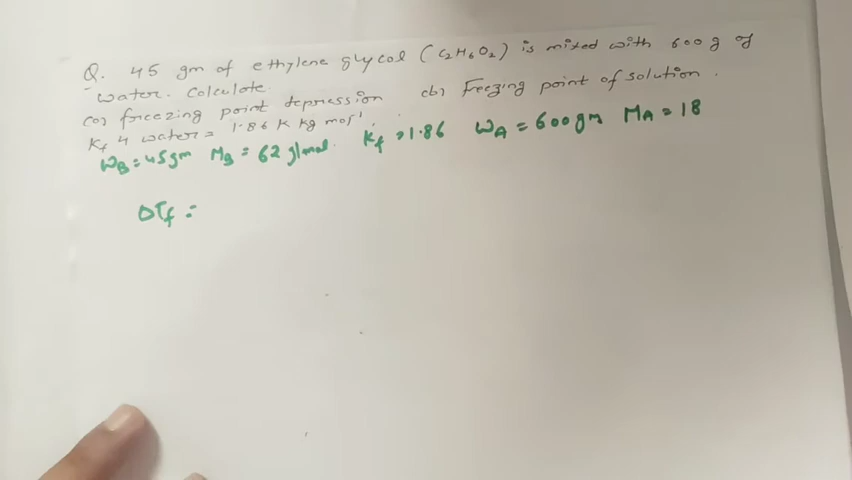 Q. 45 gm of ethylene glycol (C2H6O2) is mixed with 600 g of
water. Calculate
(a) freezing point depression (b) Freezing point of solution.
Kf 4 water = 1.86 K kg mol⁻¹.
WB = 45gm MB = 62 g/mol. Kf = 1.86 WA = 600 gm MA = 18
ΔTf =